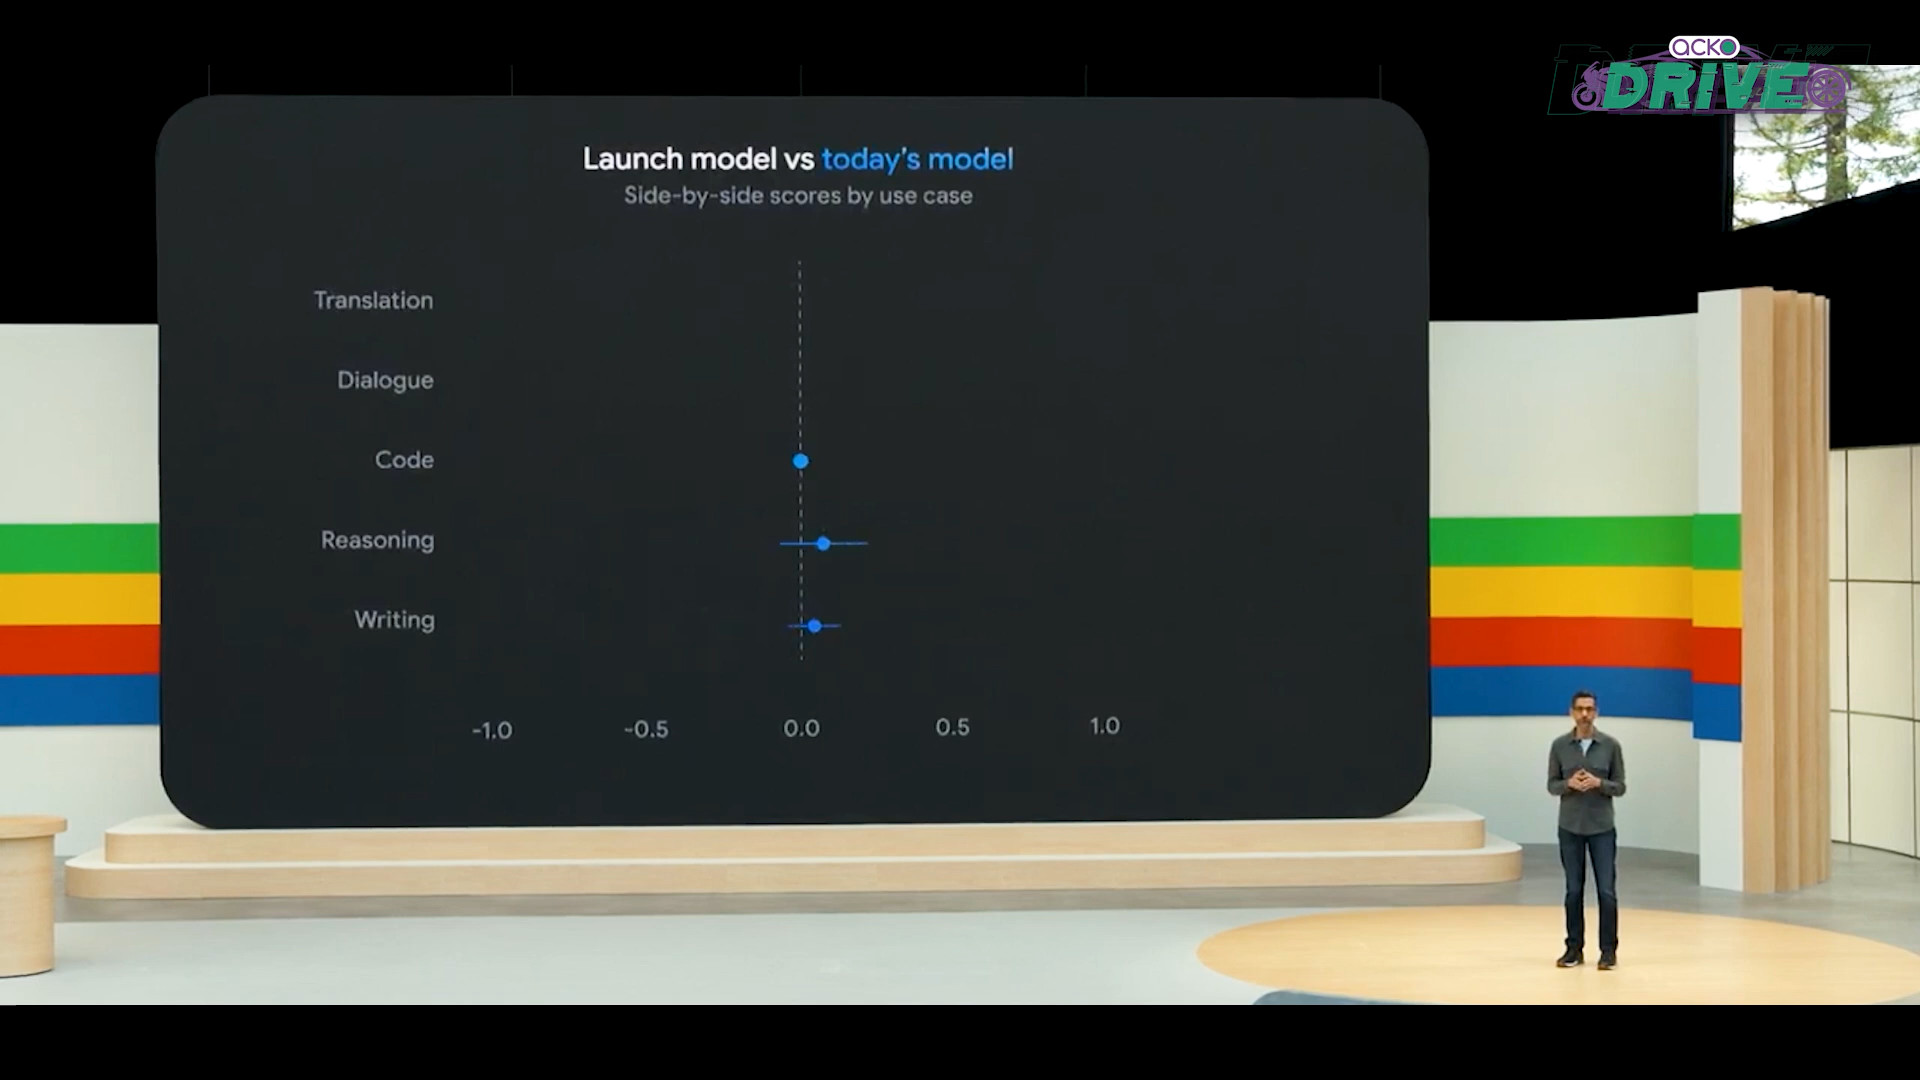 acko
DRIVE
Launch model vs today's model
Side-by-side scores by use case
Translation
Dialogue
Code
Reasoning
Writing
-1.0 -0.5 0.0 0.5 1.0